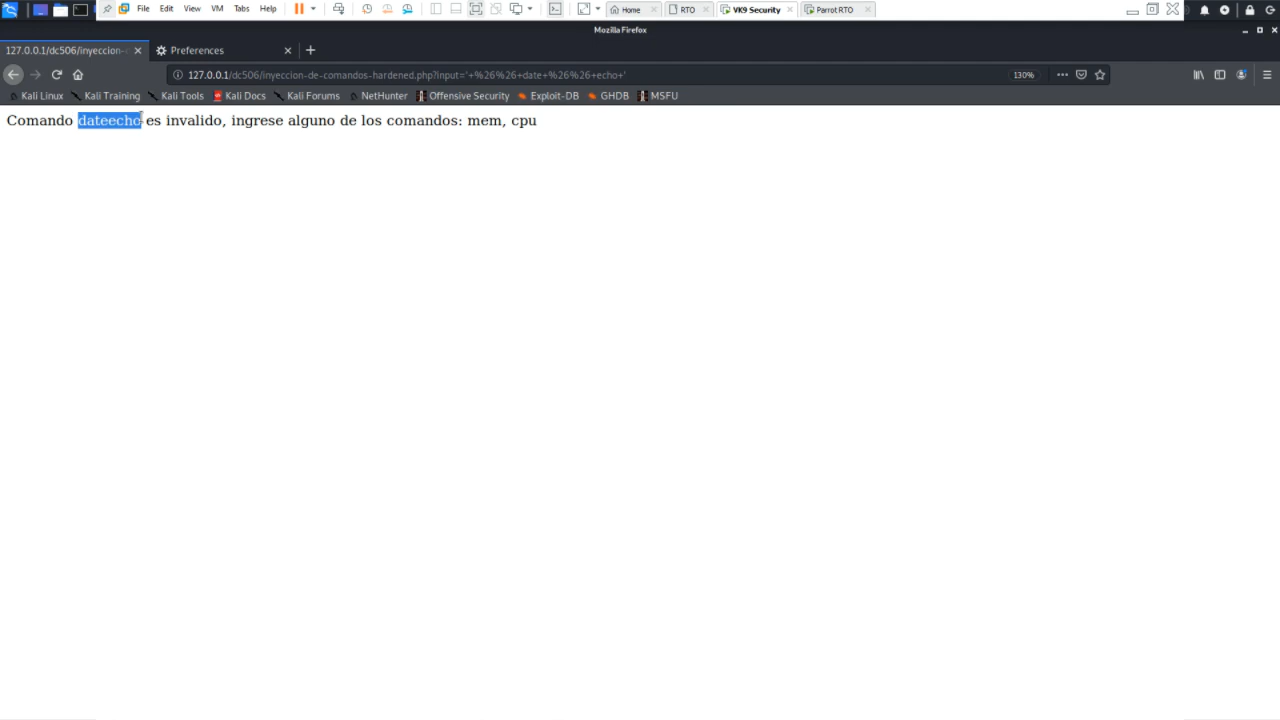 File Edit View VM Tabs Help Home RTO VK9 Security Parrot RTO
Mozilla Firefox
127.0.0.1/dc506/inyeccion- Preferences
127.0.0.1/dc506/inyeccion-de-comandos-hardened.php?input='+%26%26+date+%26%26+echo+' 130%
Kali Linux Kali Training Kali Tools Kali Docs Kali Forums NetHunter Offensive Security Exploit-DB GHDB MSFU
Comando dateecho es invalido, ingrese alguno de los comandos: mem, cpu